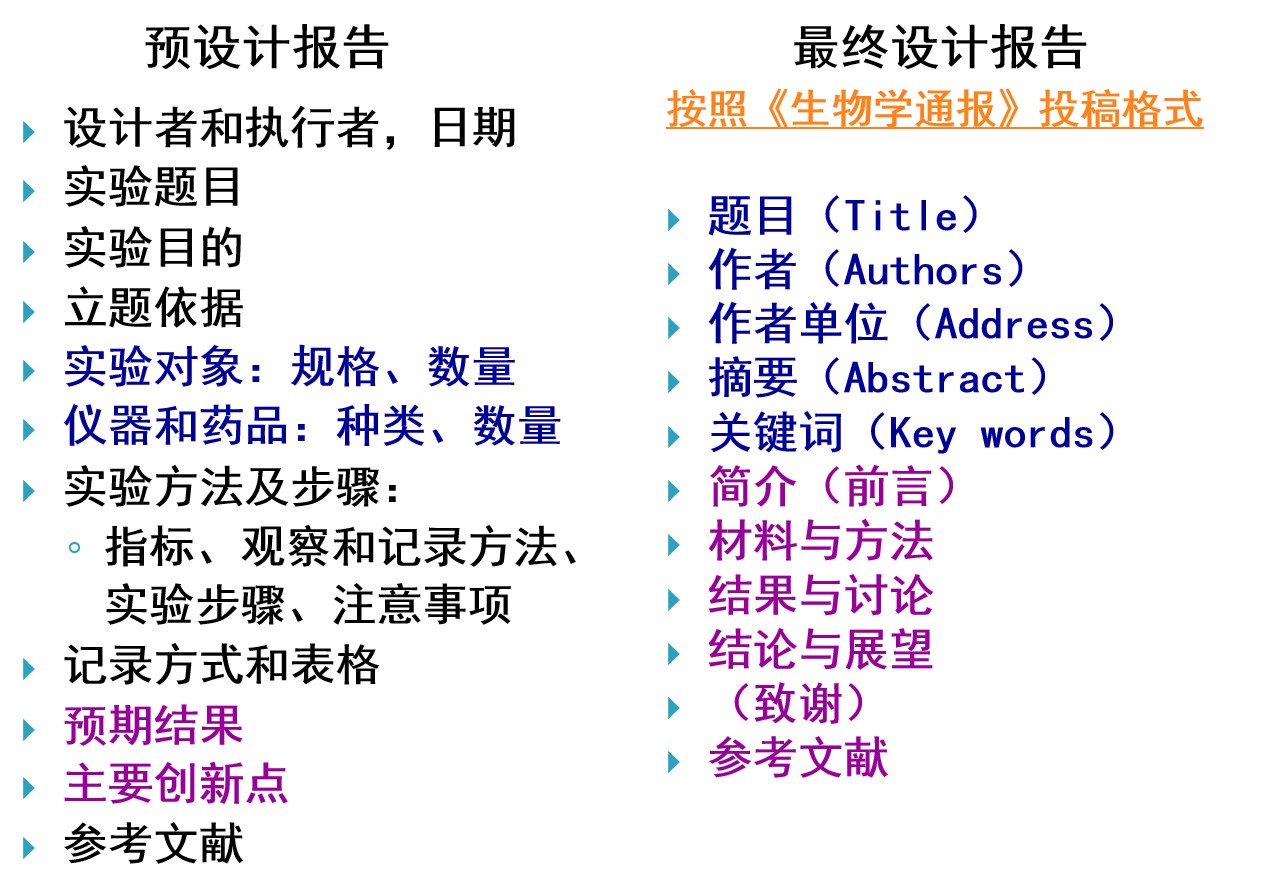 预设计报告
设计者和执行者，日期
实验题目
实验目的
立题依据
实验对象：规格、数量
仪器和药品：种类、数量
实验方法及步骤：
指标、观察和记录方法、
实验步骤、注意事项
记录方式和表格
预期结果
主要创新点
参考文献
最终设计报告
按照《生物学通报》投稿格式
题目（Title）
作者（Authors）
作者单位（Address）
摘要（Abstract）
关键词（Key words）
简介（前言）
材料与方法
结果与讨论
结论与展望
（致谢）
参考文献